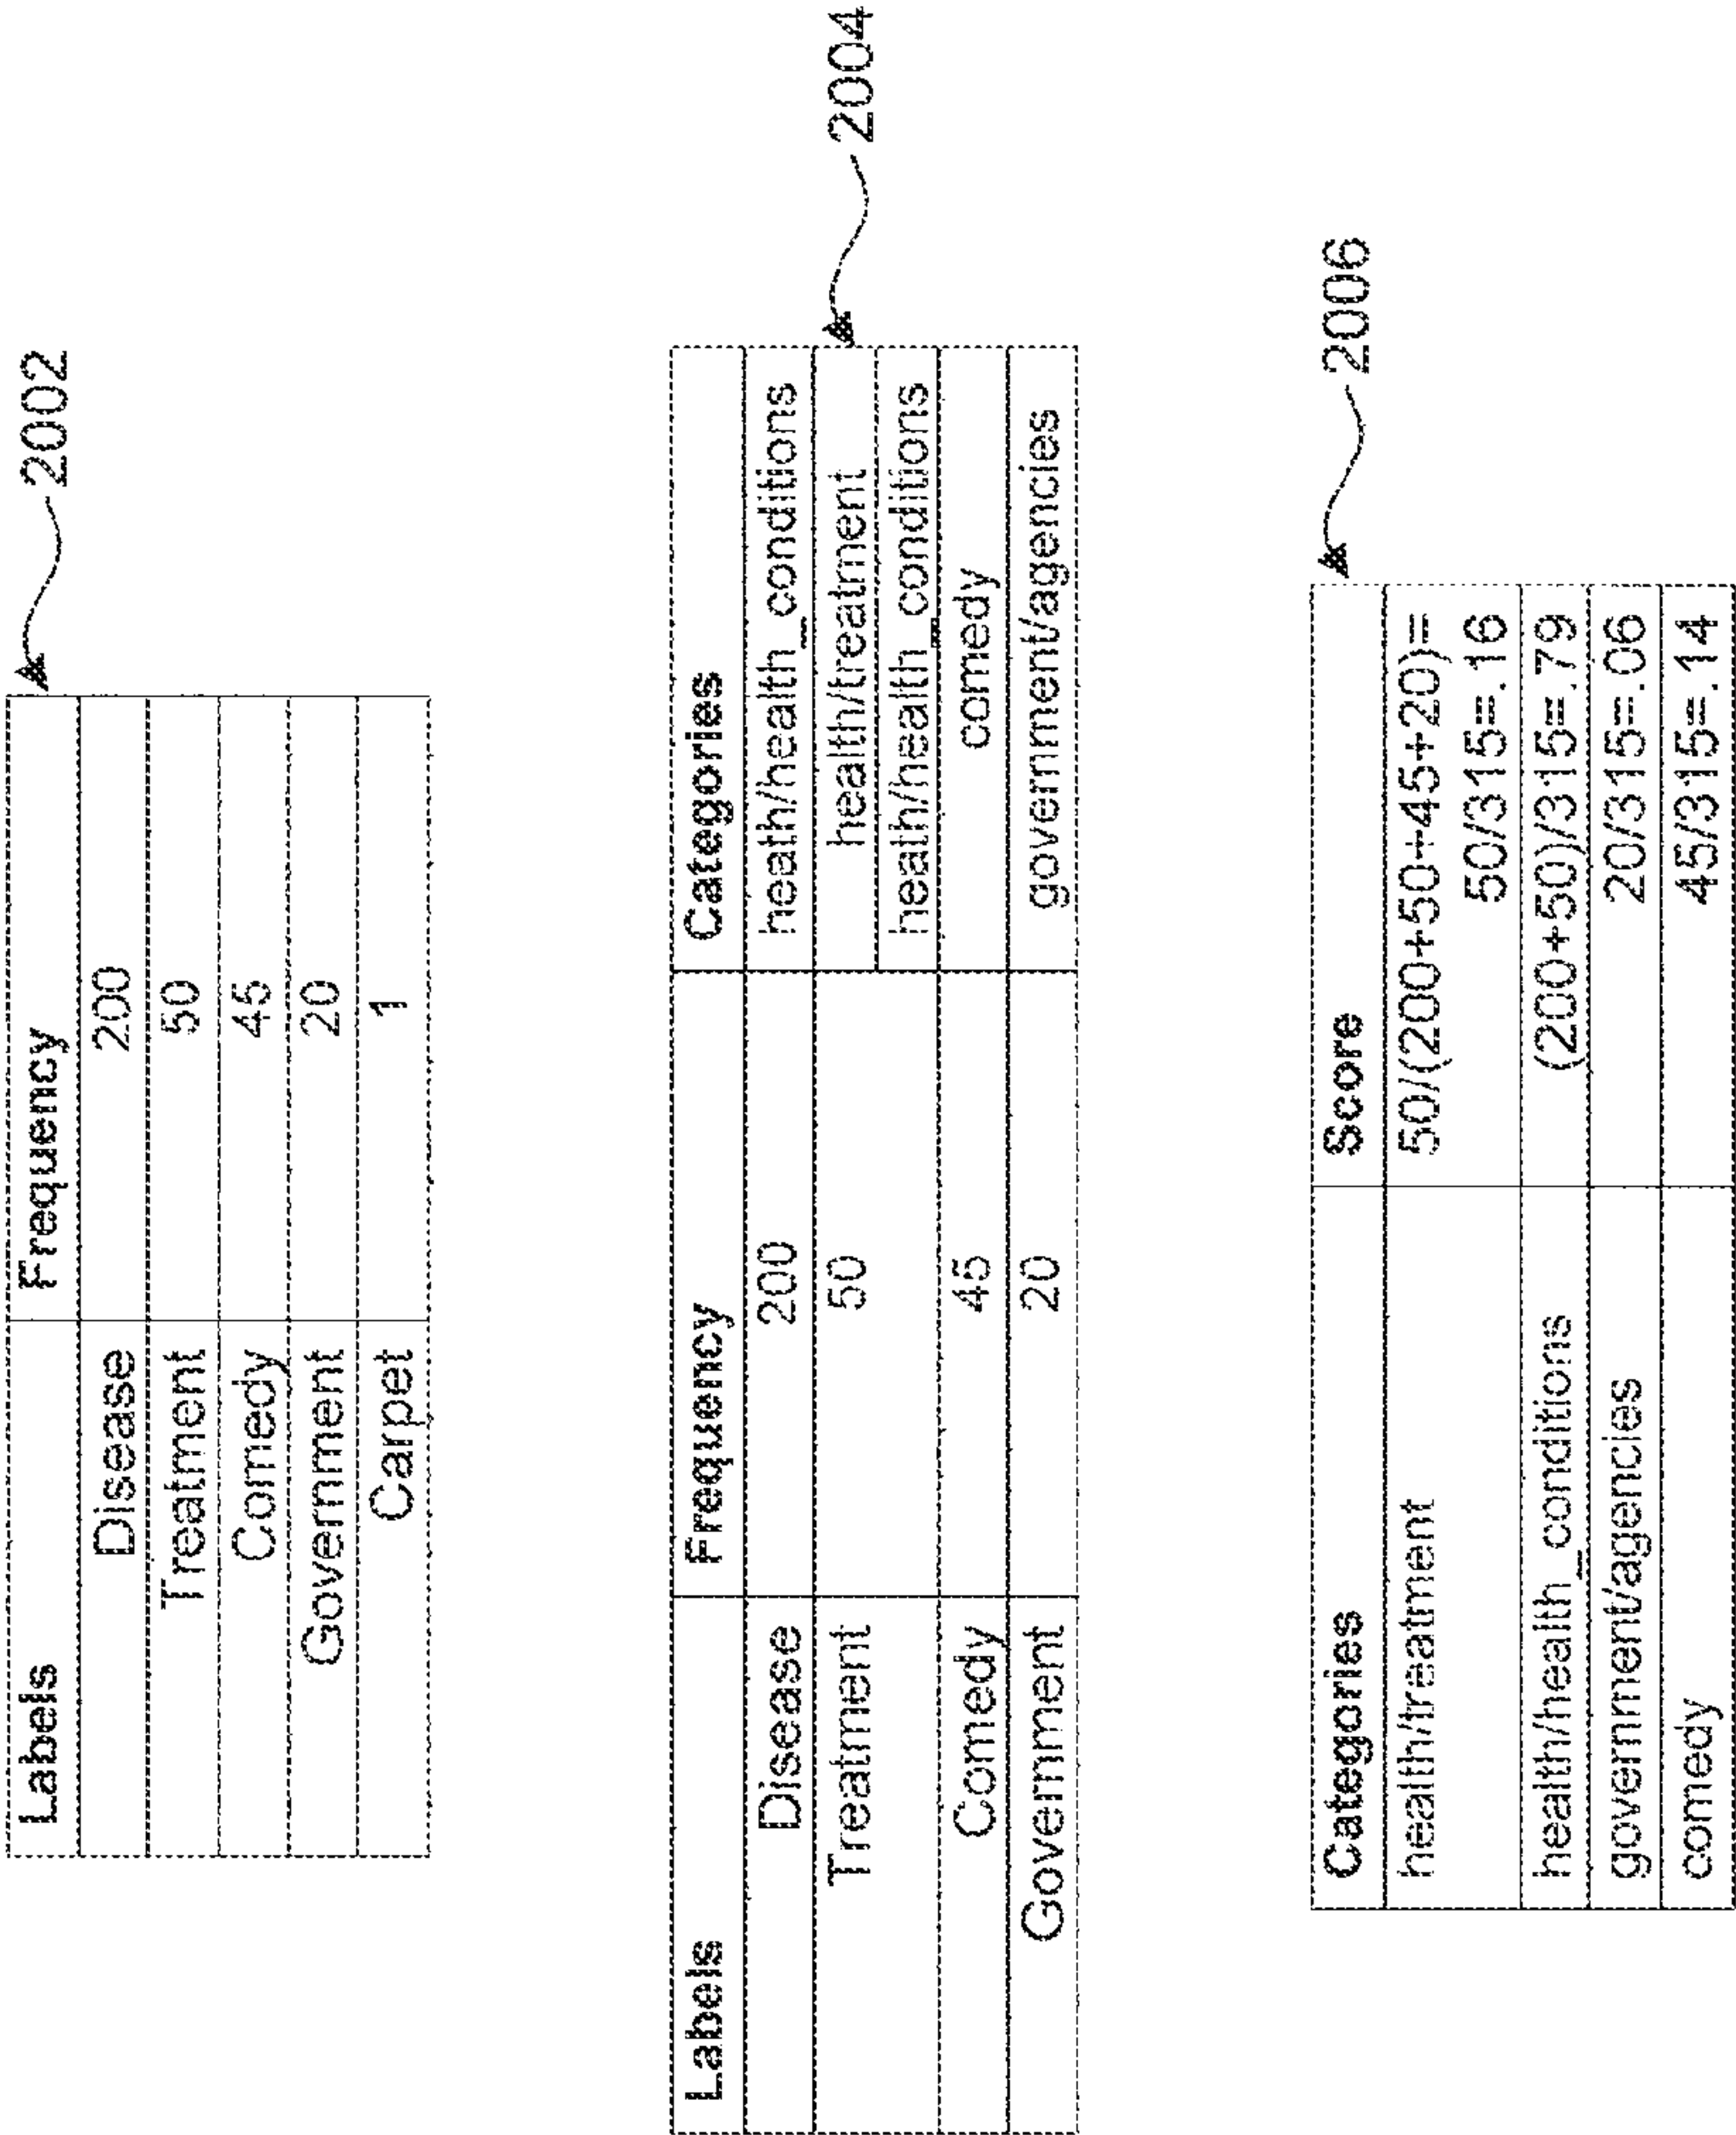 2002
Labels Frequency
Disease 200
Treatment 50
Comedy 45
Government 20
Carpet 1
2004
Labels Frequency Categories
Disease 200 heath/health_conditions
Treatment 50 health/treatment
heath/health_conditions
Comedy 45 comedy
Government 20 government/agencies
2006
Categories Score
health/treatment 50/(200+50+45+20)=
50/315=.16
health/health_conditions (200+50)/315=.79
government/agencies 20/315=.06
comedy 45/315=.14